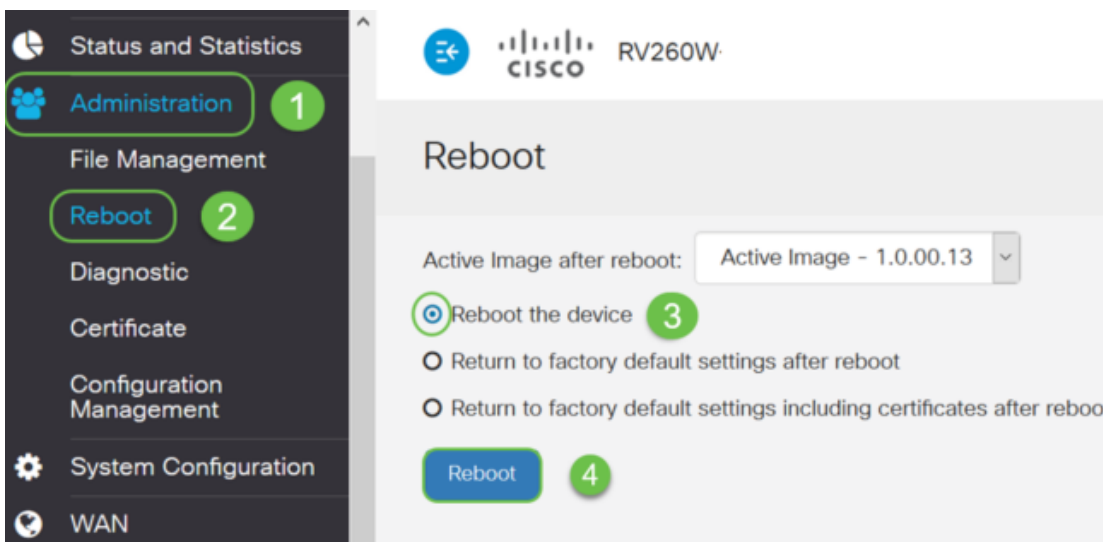 Status and Statistics
Administration 1
File Management
Reboot 2
Diagnostic
Certificate
Configuration
Management
System Configuration
WAN
CISCO RV260W
Reboot
Active Image after reboot: Active Image - 1.0.00.13
Reboot the device 3
Return to factory default settings after reboot
Return to factory default settings including certificates after reboo
Reboot 4